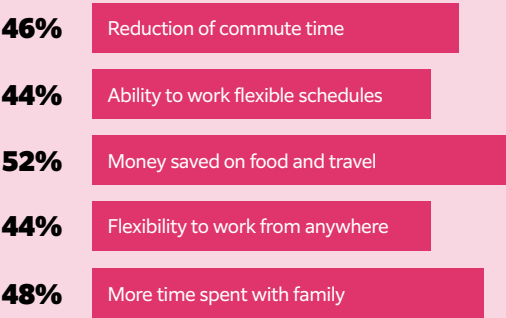 46% Reduction of commute time
44% Ability to work flexible schedules
52% Money saved on food and travel
44% Flexibility to work from anywhere
48% More time spent with family